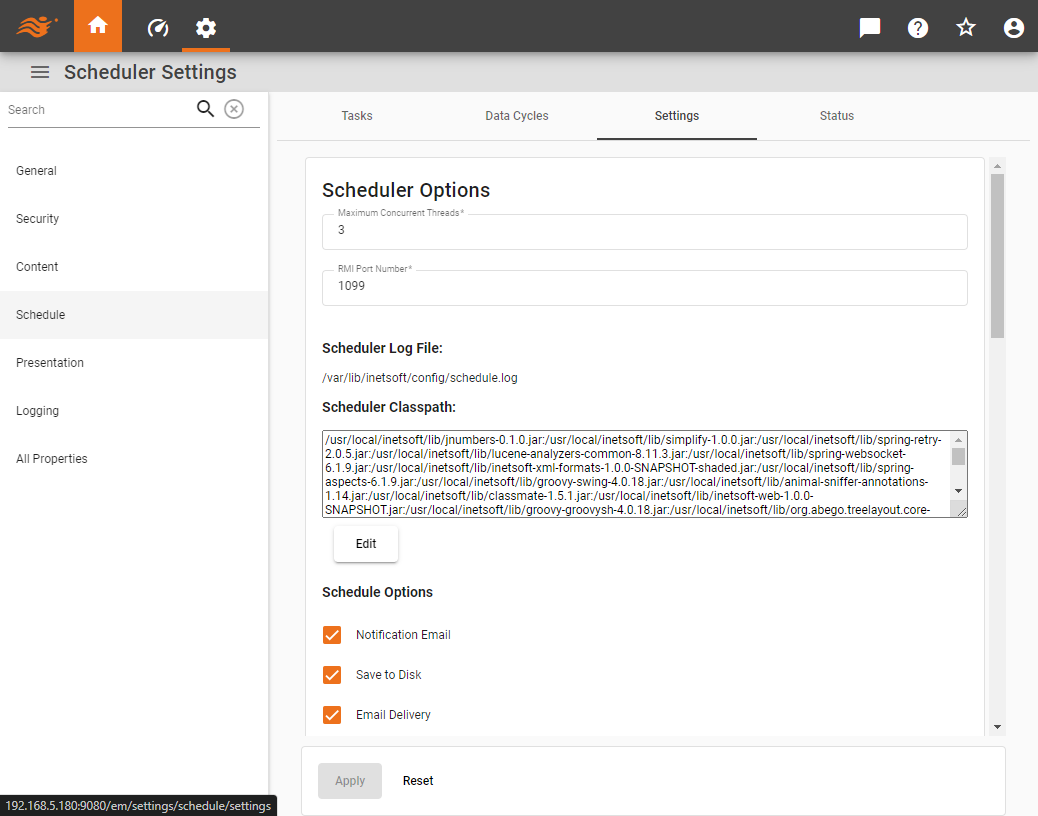 Scheduler Settings
Search
General
Security
Content
Schedule
Presentation
Logging
All Properties
Tasks
Data Cycles
Settings
Status
Scheduler Options
Maximum Concurrent Threads*
3
RMI Port Number*
1099
Scheduler Log File:
/var/lib/inetsoft/config/schedule.log
Scheduler Classpath:
/usr/local/inetsoft/lib/jnumbers-0.1.0.jar:/usr/local/inetsoft/lib/simplify-1.0.0.jar:/usr/local/inetsoft/lib/spring-retry-
2.0.5.jar:/usr/local/inetsoft/lib/lucene-analyzers-common-8.11.3.jar:/usr/local/inetsoft/lib/spring-websocket-
6.1.9.jar:/usr/local/inetsoft/lib/inetsoft-xml-formats-1.0.0-SNAPSHOT-shaded.jar:/usr/local/inetsoft/lib/spring-
aspects-6.1.9.jar:/usr/local/inetsoft/lib/groovy-swing-4.0.18.jar:/usr/local/inetsoft/lib/animal-sniffer-annotations-
1.14.jar:/usr/local/inetsoft/lib/classmate-1.5.1.jar:/usr/local/inetsoft/lib/inetsoft-web-1.0.0-
SNAPSHOT.jar:/usr/local/inetsoft/lib/groovy-groovysh-4.0.18.jar:/usr/local/inetsoft/lib/org.abego.treelayout.core-
Edit
Schedule Options
Notification Email
Save to Disk
Email Delivery
Apply
Reset
192.168.5.180:9080/em/settings/schedule/settings